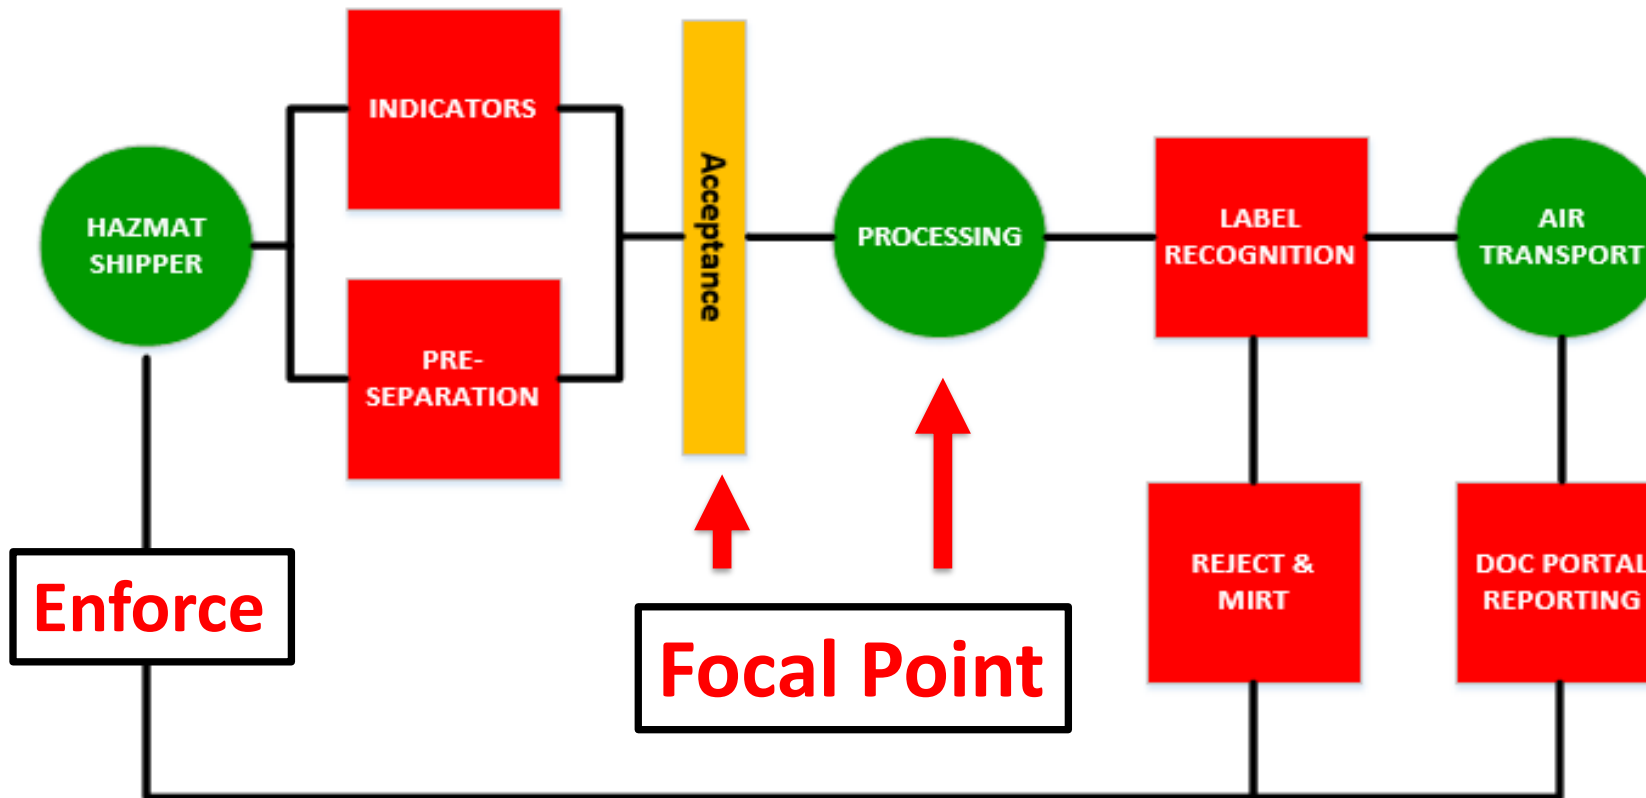 INDICATORS
HAZMAT
SHIPPER
PRE-
SEPARATION
Acceptance
PROCESSING
LABEL
RECOGNITION
AIR
TRANSPORT
Enforce
Focal Point
REJECT &
MIRT
DOC PORTAL
REPORTING